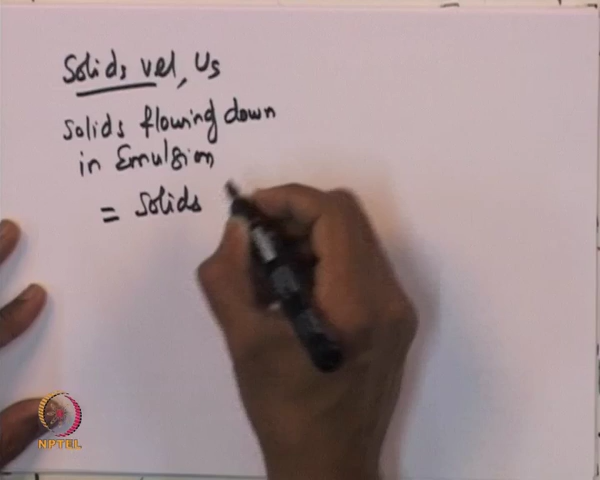 Solids vel, Us
Solids flowing down
in Emulsion
= Solids
NPTEL